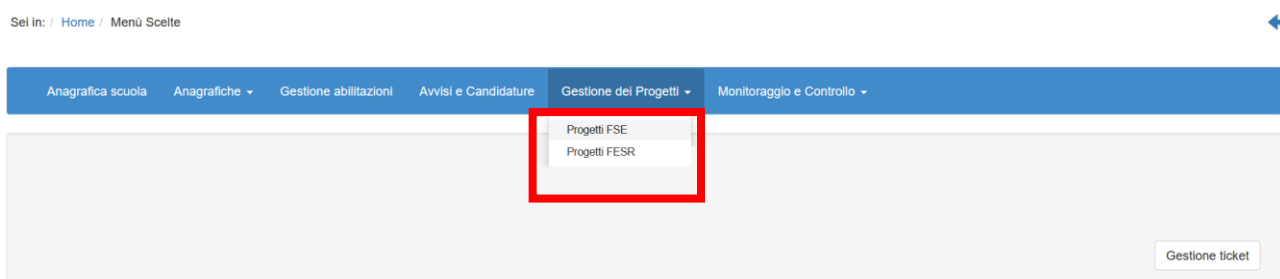 Sei in: / Home / Menù Scelte
Anagrafica scuola Anagrafiche Gestione abilitazioni Avvisi e Candidature Gestione dei Progetti Monitoraggio e Controllo
Progetti FSE
Progetti FESR
Gestione ticket